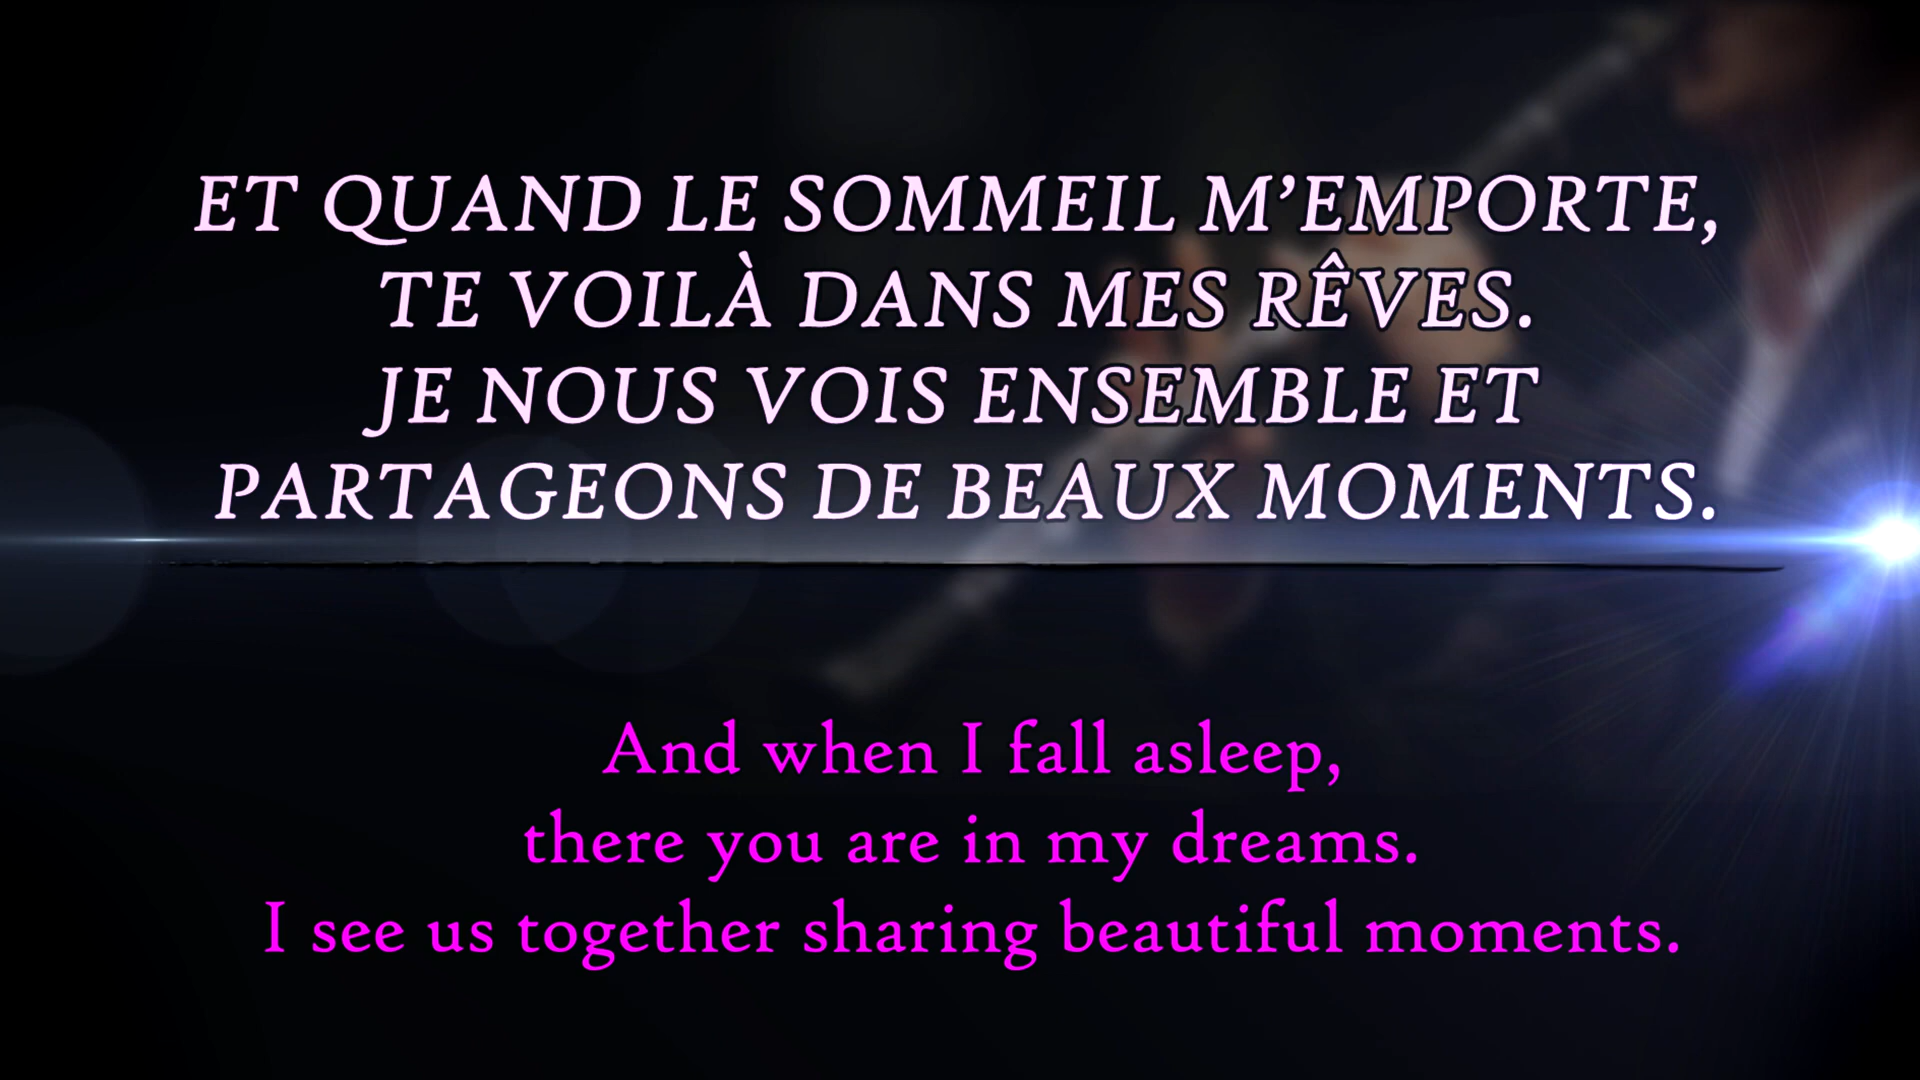 ET QUAND LE SOMMEIL M’EMPORTE,
TE VOILÀ DANS MES RÊVES.
JE NOUS VOIS ENSEMBLE ET
PARTAGEONS DE BEAUX MOMENTS.
And when I fall asleep,
there you are in my dreams.
I see us together sharing beautiful moments.